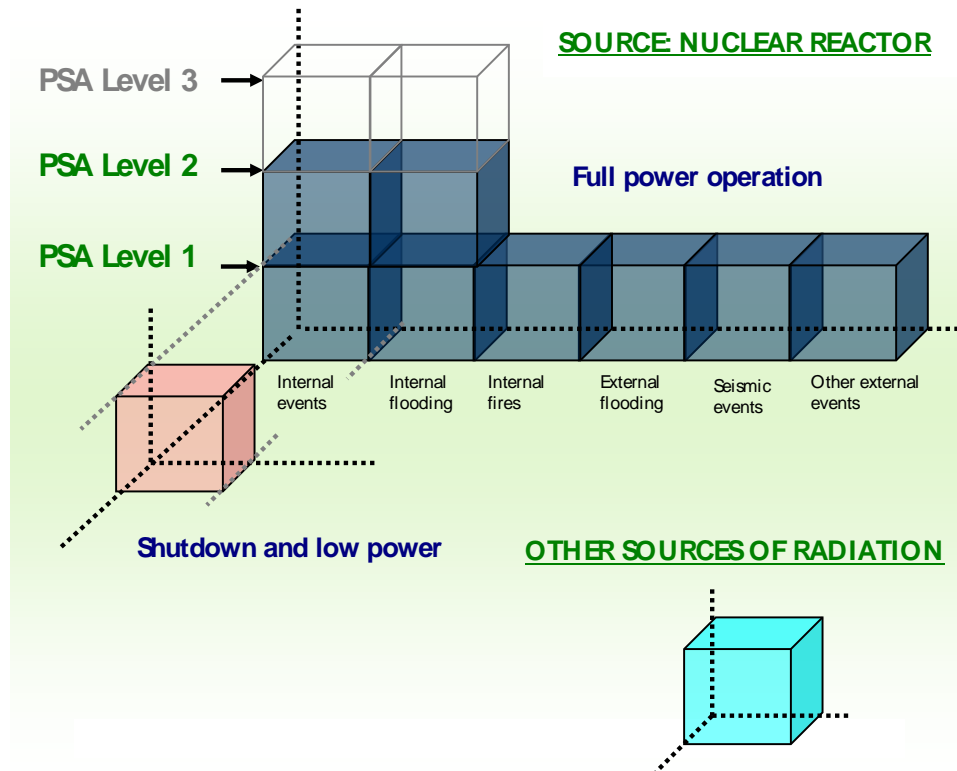 SOURCE: NUCLEAR REACTOR
PSA Level 3
PSA Level 2
Full power operation
PSA Level 1
Internal
events
Internal
flooding
Internal
fires
External
flooding
Seismic
events
Other external
events
Shutdown and low power
OTHER SOURCES OF RADIATION